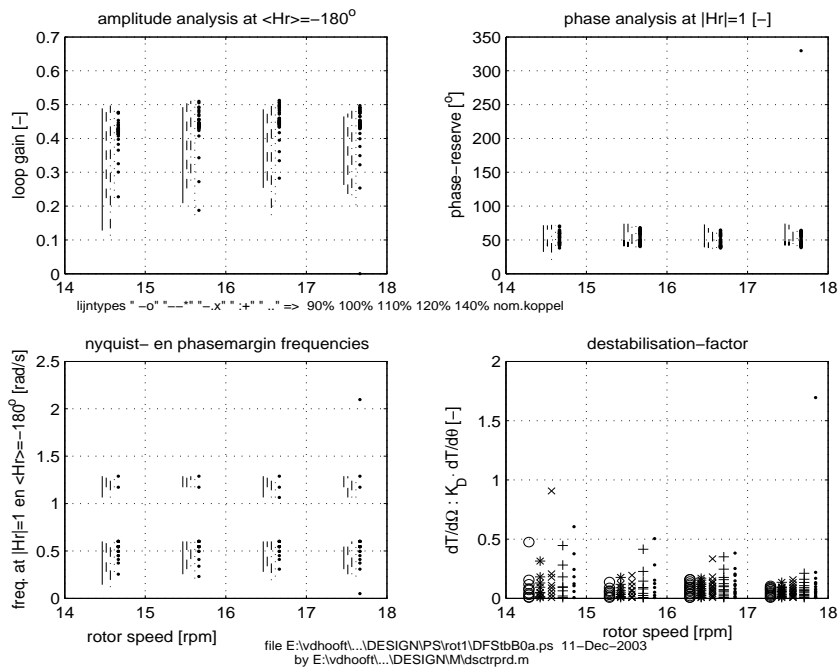 amplitude analysis at <Hr>=−180°
0.7
0.6
0.5
0.4
0.3
0.2
0.1
0
loop gain [−]
14 15 16 17 18
phase analysis at |Hr|=1 [−]
350
300
250
200
150
100
50
0
phase−reserve [°]
14 15 16 17 18
lijntypes " −o" "−−*" "−.x" " :+" " .." => 90% 100% 110% 120% 140% nom.koppel
nyquist− en phasemargin frequencies
2.5
2
1.5
1
0.5
0
freq. at |Hr|=1 en <Hr>=−180° [rad/s]
14 15 16 17 18
rotor speed [rpm]
destabilisation−factor
2
1.5
1
0.5
0
dT/dΩ : K_D · dT/dθ [−]
14 15 16 17 18
rotor speed [rpm]
file E:\vdhooft\...\DESIGN\PS\rot1\DFStbB0a.ps 11−Dec−2003
by E:\vdhooft\...\DESIGN\M\dsctrprd.m